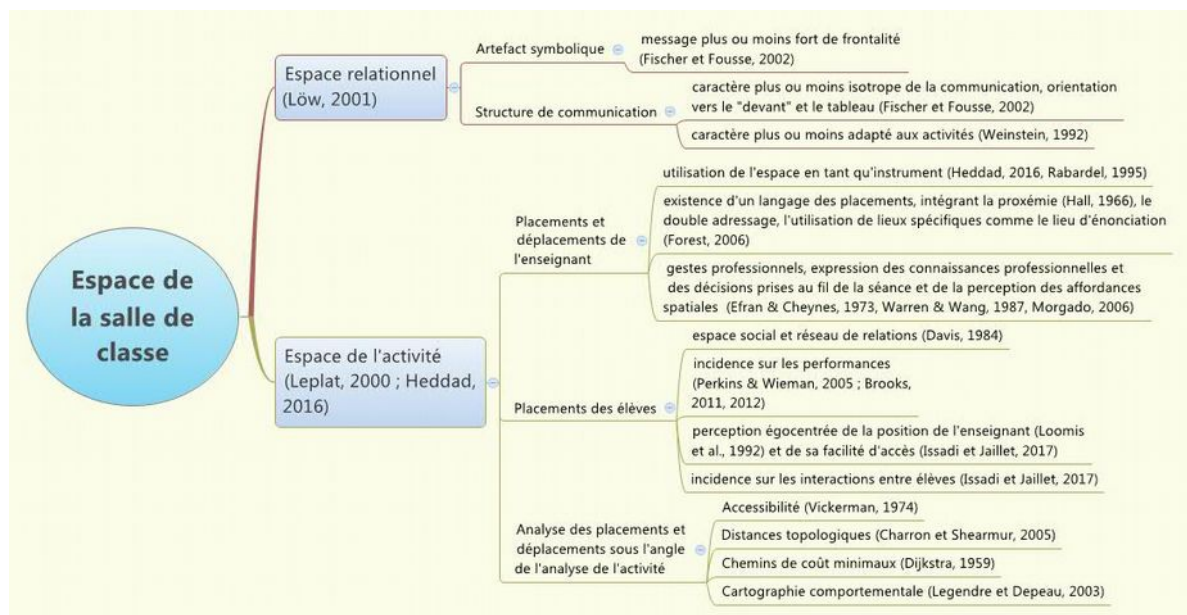 Espace de
la salle de
classe
Espace relationnel
(Löw, 2001)
Artefact symbolique
message plus ou moins fort de frontalité
(Fischer et Fousse, 2002)
Structure de communication
caractère plus ou moins isotrope de la communication, orientation
vers le "devant" et le tableau (Fischer et Fousse, 2002)
caractère plus ou moins adapté aux activités (Weinstein, 1992)
Espace de l'activité
(Leplat, 2000 ; Heddad,
2016)
Placements et
déplacements de
l'enseignant
utilisation de l'espace en tant qu'instrument (Heddad, 2016, Rabardel, 1995)
existence d'un langage des placements, intégrant la proxémie (Hall, 1966), le
double adressage, l'utilisation de lieux spécifiques comme le lieu d'énonciation
(Forest, 2006)
gestes professionnels, expression des connaissances professionnelles et
des décisions prises au fil de la séance et de la perception des affordances
spatiales (Efran & Cheynes, 1973, Warren & Wang, 1987, Morgado, 2006)
Placements des élèves
espace social et réseau de relations (Davis, 1984)
incidence sur les performances
(Perkins & Wieman, 2005 ; Brooks,
2011, 2012)
perception égocentrée de la position de l'enseignant (Loomis
et al., 1992) et de sa facilité d'accès (Issadi et Jaillet, 2017)
incidence sur les interactions entre élèves (Issadi et Jaillet, 2017)
Analyse des placements et
déplacements sous l'angle
de l'analyse de l'activité
Accessibilité (Vickerman, 1974)
Distances topologiques (Charron et Shearmur, 2005)
Chemins de coût minimaux (Dijkstra, 1959)
Cartographie comportementale (Legendre et Depeau, 2003)